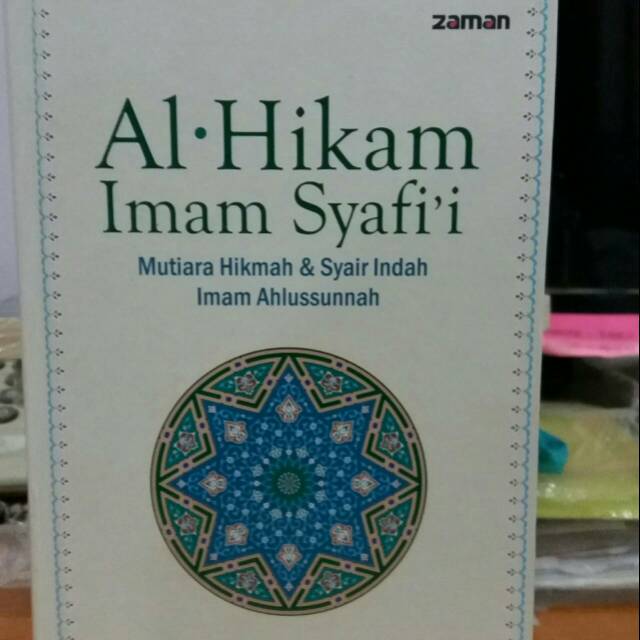 zaman
Al·Hikam
Imam Syafi'i
Mutiara Hikmah & Syair Indah
Imam Ahlussunnah